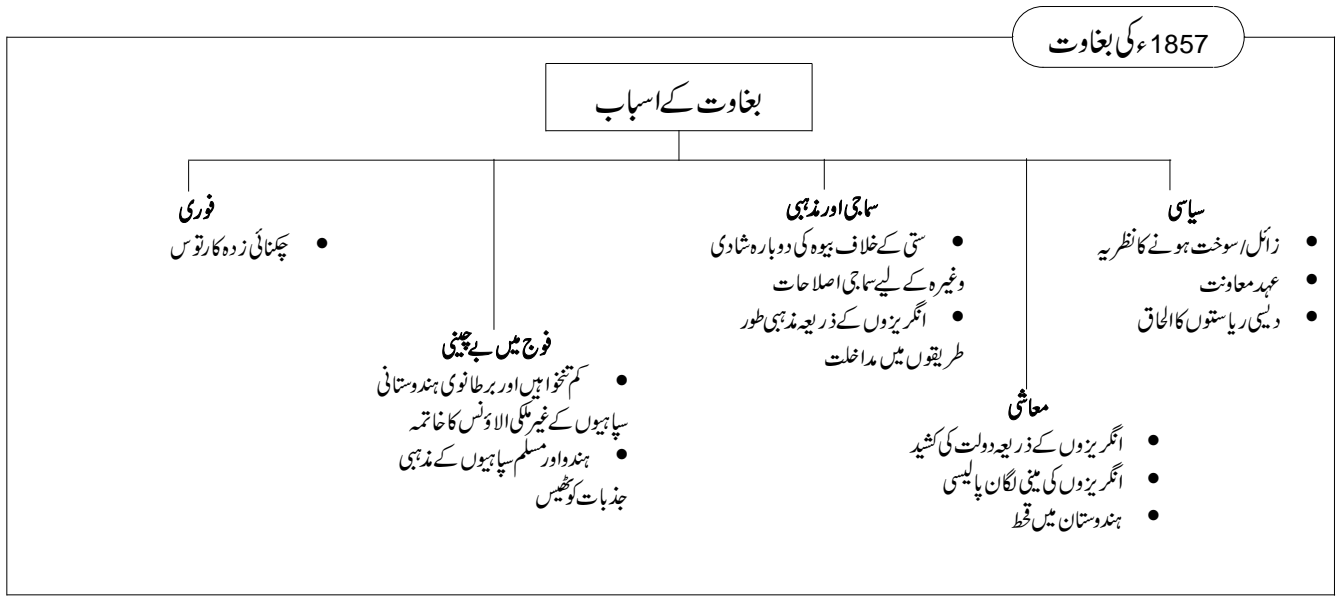 1857ء کی بغاوت
بغاوت کے اسباب
سیاسی
• زائل/سوخت ہونے کا نظریہ
• عہد معاونت
• دیسی ریاستوں کا الحاق
معاشی
• انگریزوں کے ذریعہ دولت کی کشید
• انگریزوں کی مبنی لگان پالیسی
• ہندوستان میں قحط
سماجی اور مذہبی
• ستی کے خلاف بیوہ کی دوبارہ شادی
وغیرہ کے لیے سماجی اصلاحات
• انگریزوں کے ذریعہ مذہبی طور
طریقوں میں مداخلت
فوج میں بے چینی
• کم تنخواہیں اور برطانوی ہندوستانی
سپاہیوں کے غیر ملکی الاؤنس کا خاتمہ
• ہندو اور مسلم سپاہیوں کے مذہبی
جذبات کو ٹھیس
فوری
• چکنائی زدہ کارتوس